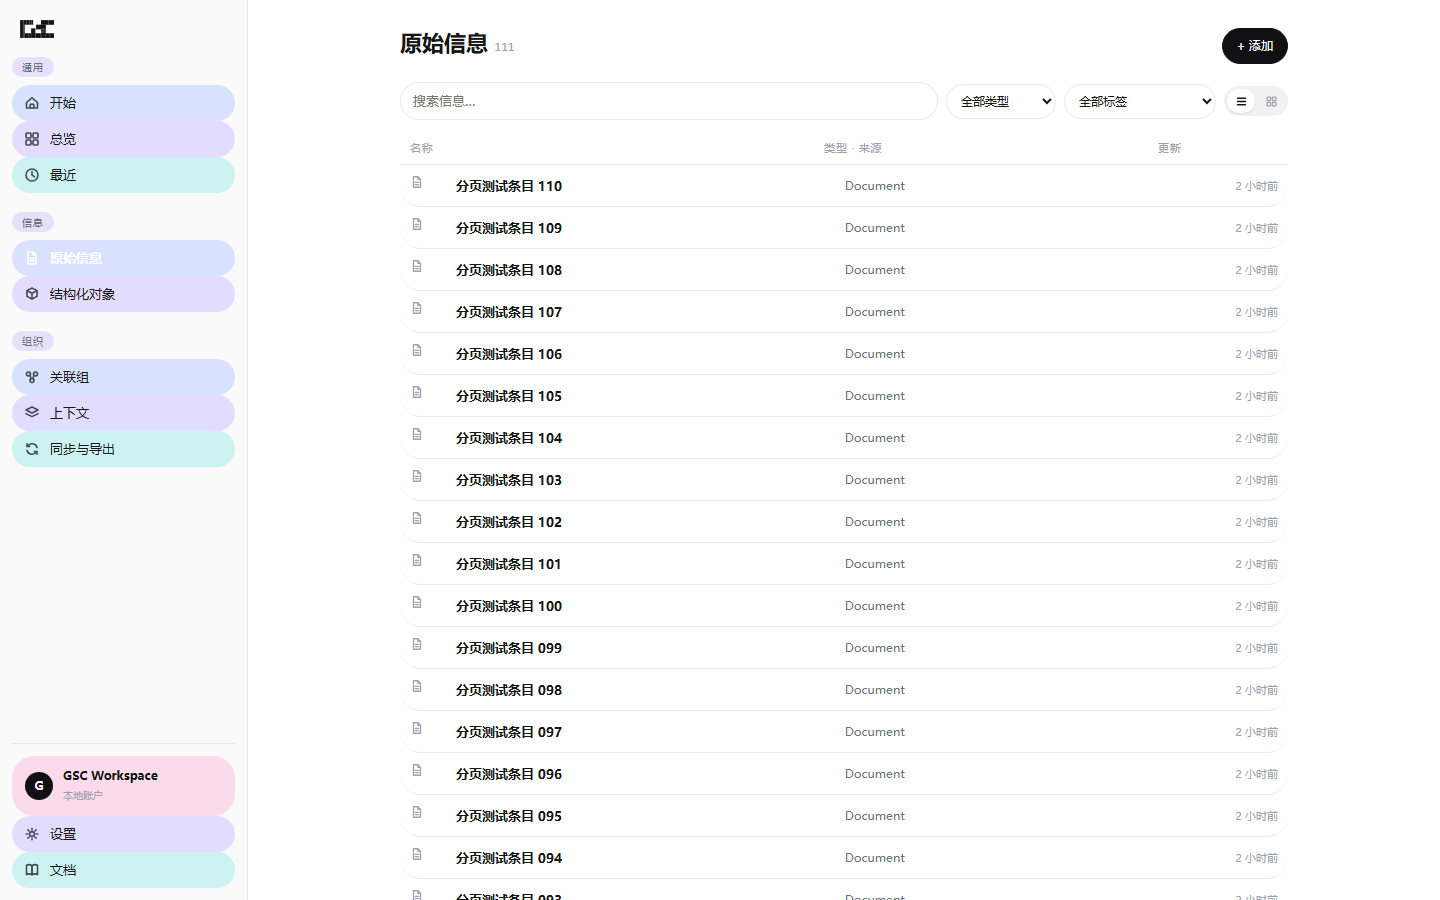 GSC
通用
开始
总览
最近
信息
原始信息
结构化对象
组织
关联组
上下文
同步与导出
G
GSC Workspace
本地账户
设置
文档
原始信息 111
+ 添加
搜索信息...
全部类型
全部标签
名称 类型 · 来源 更新
分页测试条目 110 Document 2 小时前
分页测试条目 109 Document 2 小时前
分页测试条目 108 Document 2 小时前
分页测试条目 107 Document 2 小时前
分页测试条目 106 Document 2 小时前
分页测试条目 105 Document 2 小时前
分页测试条目 104 Document 2 小时前
分页测试条目 103 Document 2 小时前
分页测试条目 102 Document 2 小时前
分页测试条目 101 Document 2 小时前
分页测试条目 100 Document 2 小时前
分页测试条目 099 Document 2 小时前
分页测试条目 098 Document 2 小时前
分页测试条目 097 Document 2 小时前
分页测试条目 096 Document 2 小时前
分页测试条目 095 Document 2 小时前
分页测试条目 094 Document 2 小时前
分页测试条目 093 Document 2 小时前